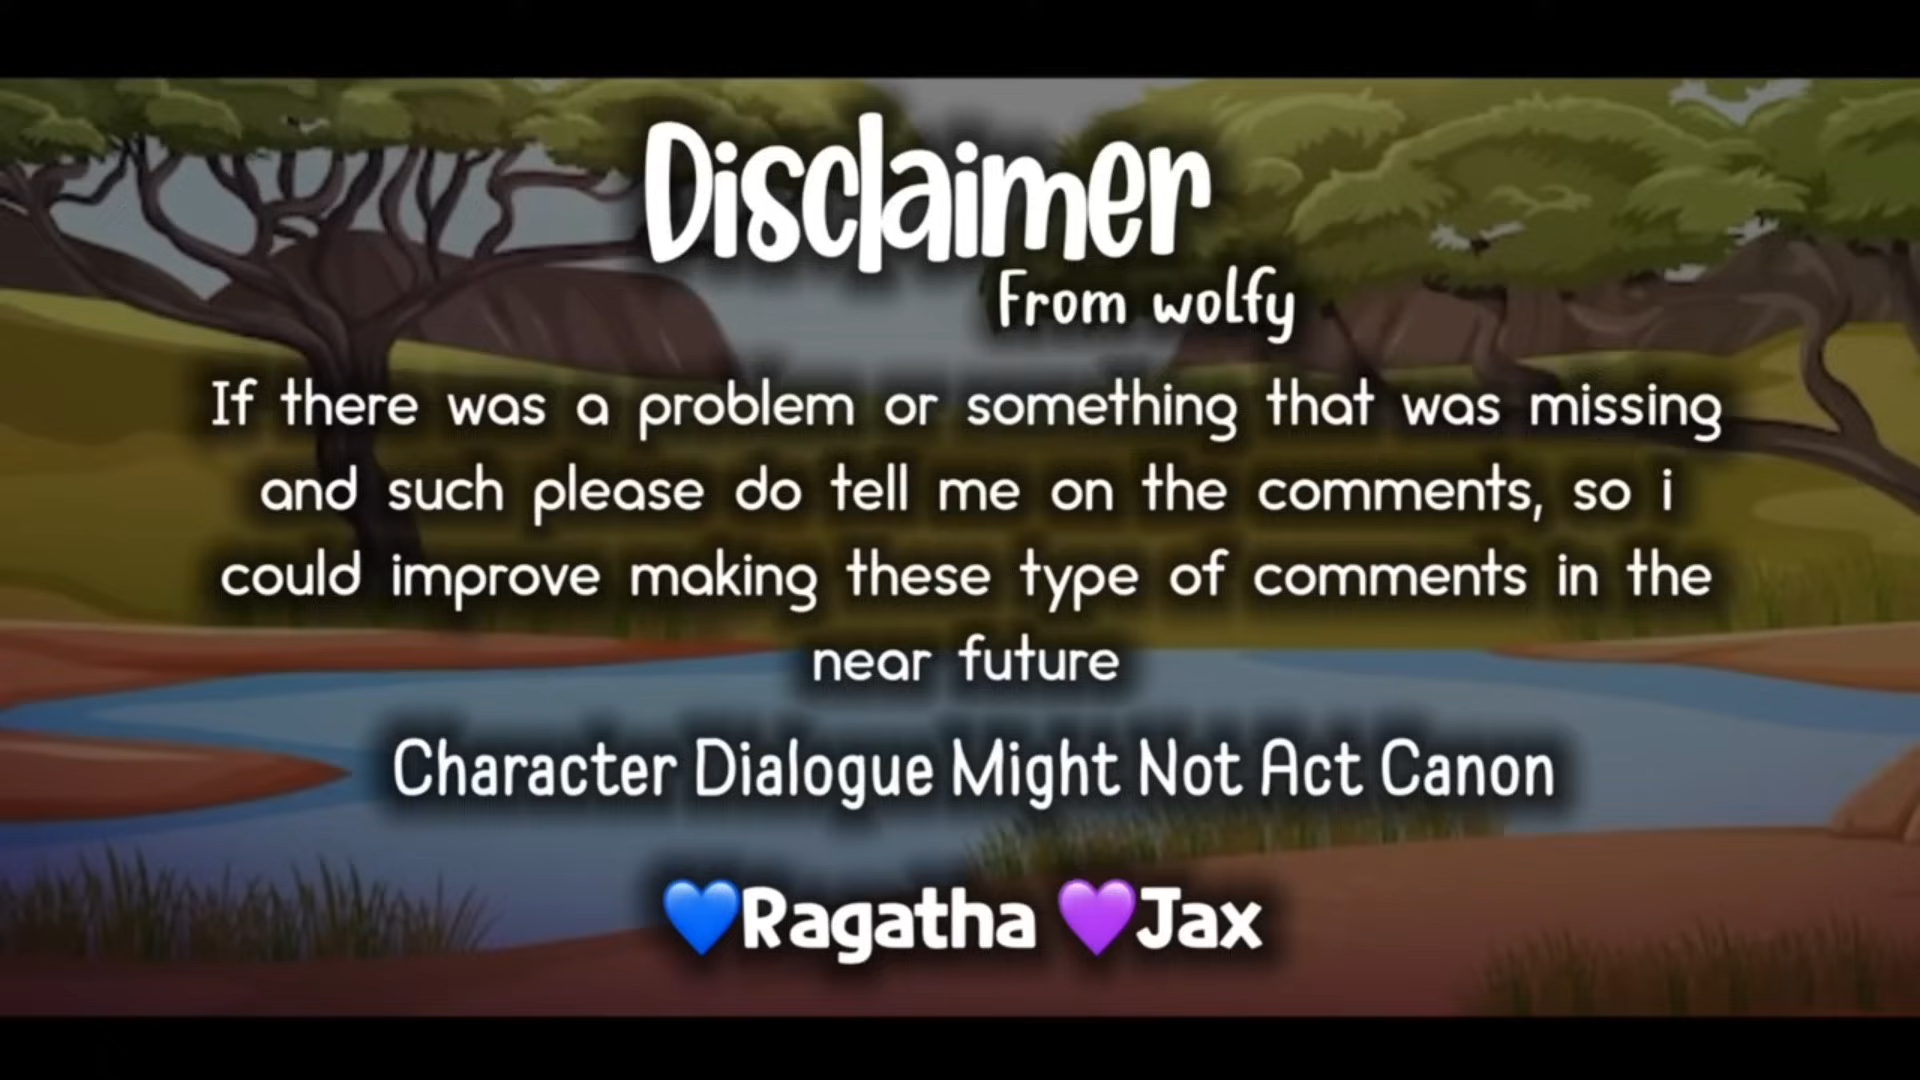 Disclaimer
From wolfy
If there was a problem or something that was missing
and such please do tell me on the comments, so i
could improve making these type of comments in the
near future
Character Dialogue Might Not Act Canon
💙Ragatha 💜Jax